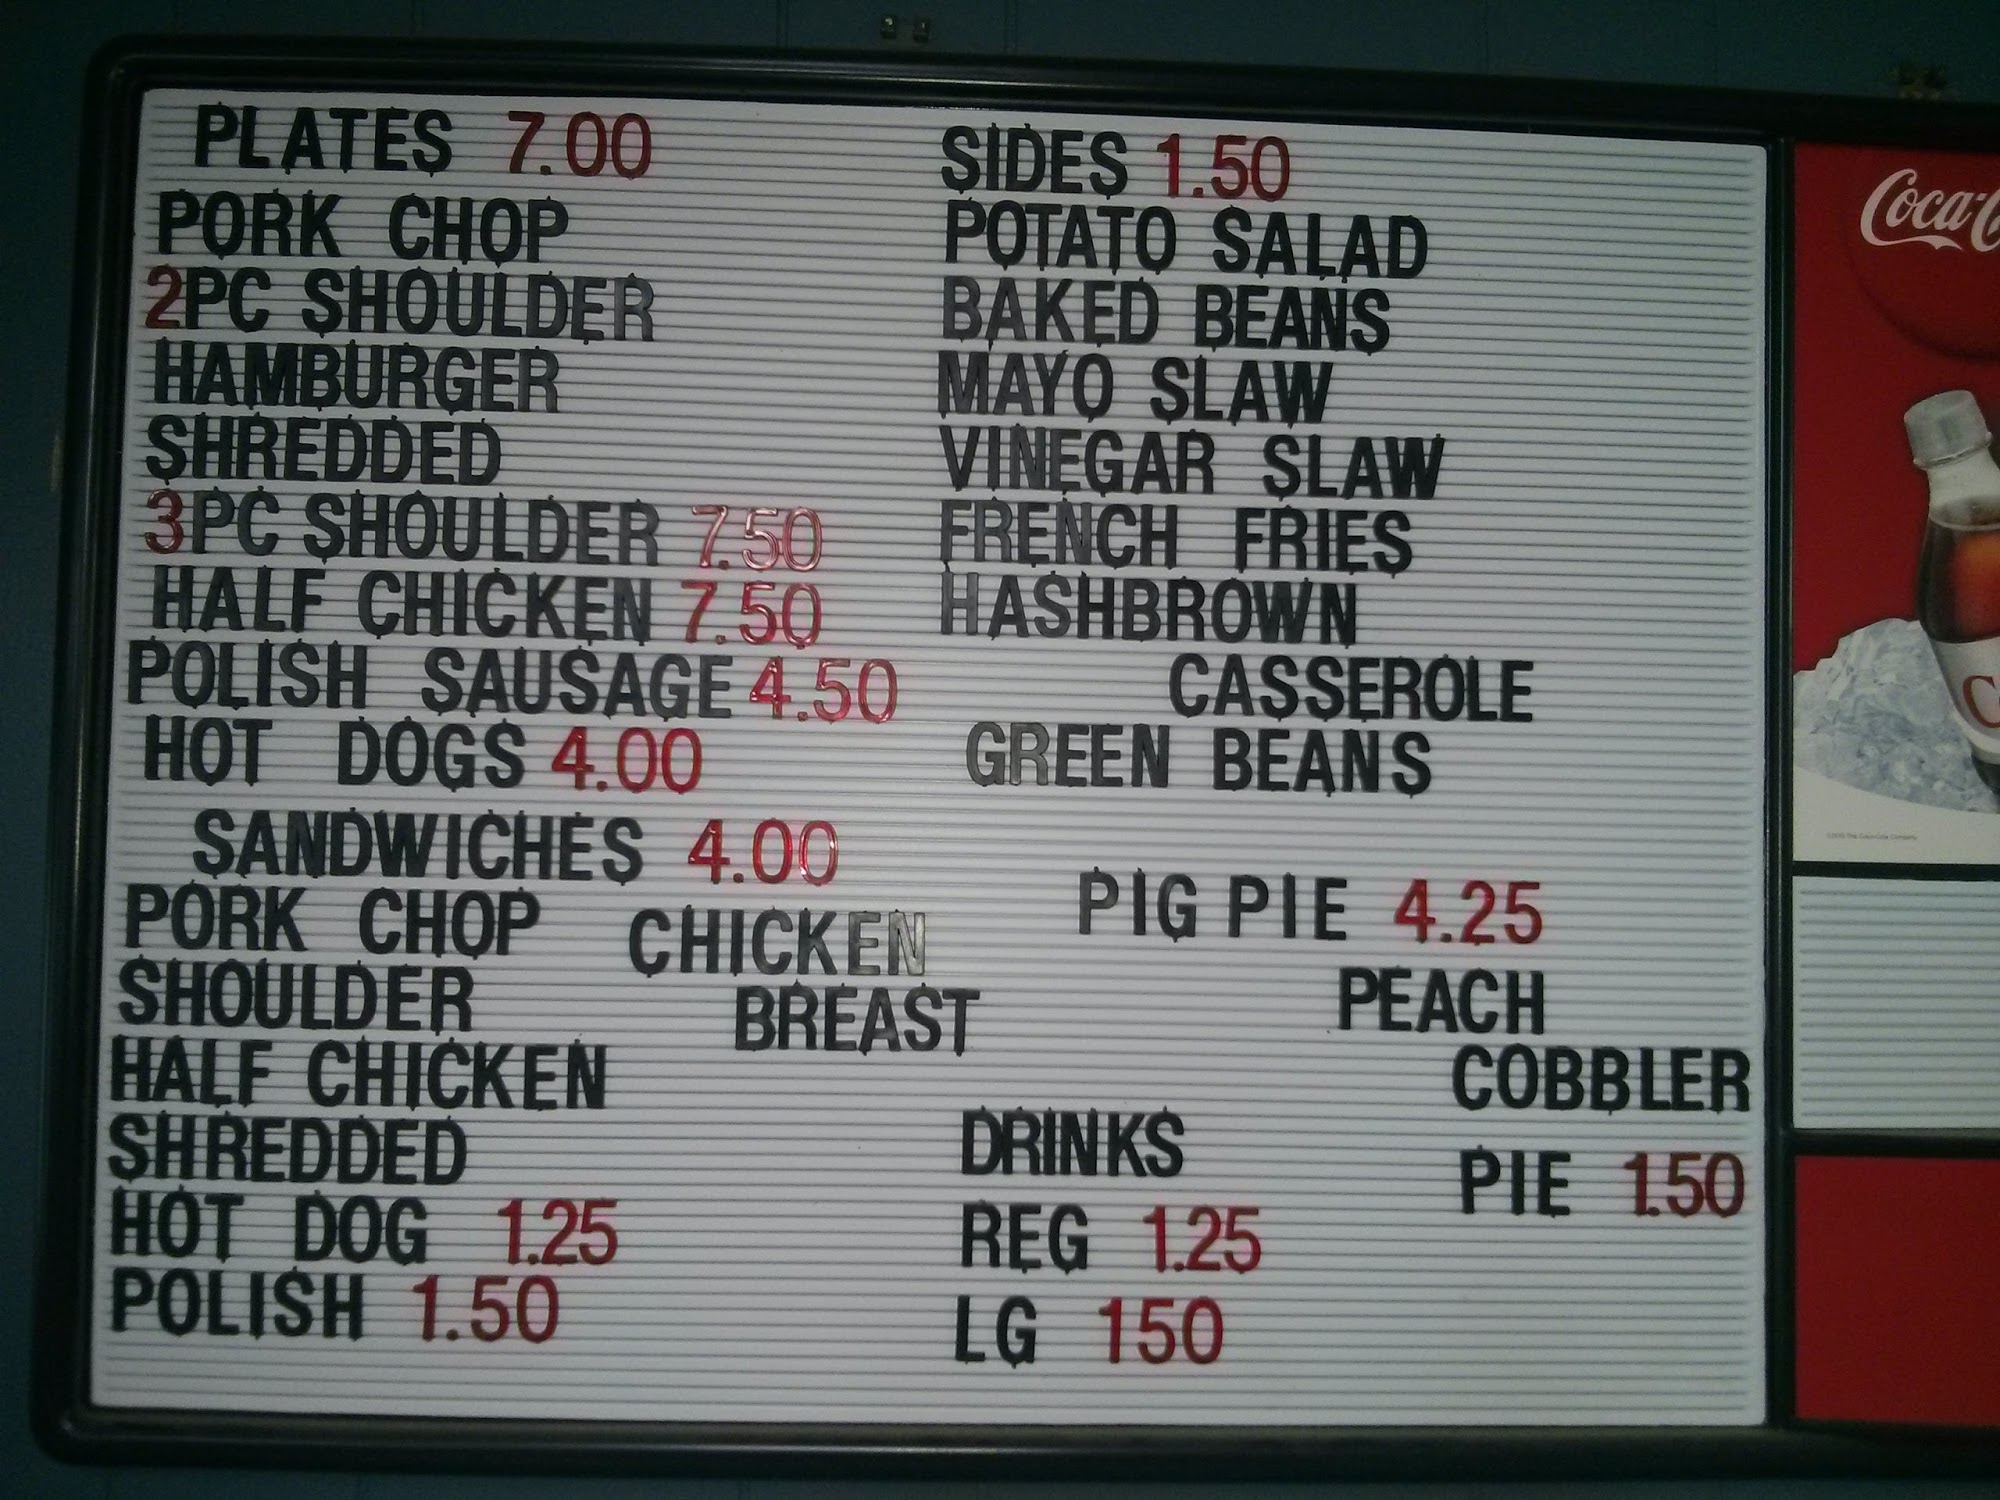 PLATES 7.00
PORK CHOP
2PC SHOULDER
HAMBURGER
SHREDDED
3PC SHOULDER 7.50
HALF CHICKEN 7.50
POLISH SAUSAGE 4.50
HOT DOGS 4.00
SANDWICHES 4.00
PORK CHOP
SHOULDER
HALF CHICKEN
SHREDDED
HOT DOG 1.25
POLISH 1.50
CHICKEN
BREAST
SIDES 1.50
POTATO SALAD
BAKED BEANS
MAYO SLAW
VINEGAR SLAW
FRENCH FRIES
HASHBROWN
CASSEROLE
GREEN BEANS
PIG PIE 4.25
PEACH
COBBLER
PIE 1.50
DRINKS
REG 1.25
LG 150